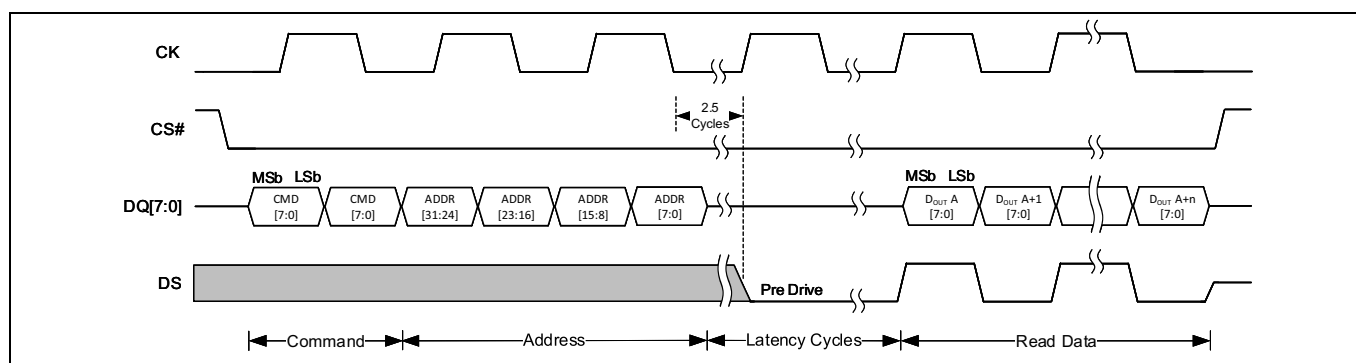 CK
2.5
Cycles
CS#
MSb LSb
MSb LSb
DQ[7:0]
CMD
[7:0]
CMD
[7:0]
ADDR
[31:24]
ADDR
[23:16]
ADDR
[15:8]
ADDR
[7:0]
DOUT A
[7:0]
DOUT A+1
[7:0]
DOUT A+n
[7:0]
DS
Pre Drive
Command
Address
Latency Cycles
Read Data